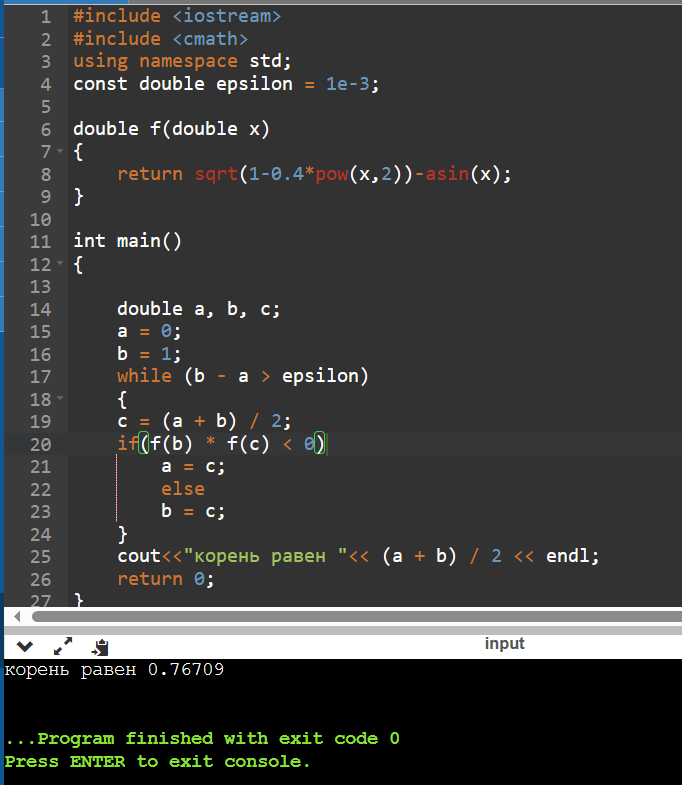 1 #include <iostream>
2 #include <cmath>
3 using namespace std;
4 const double epsilon = 1e-3;
5
6 double f(double x)
7 {
8 return sqrt(1-0.4*pow(x,2))-asin(x);
9 }
10
11 int main()
12 {
13
14 double a, b, c;
15 a = 0;
16 b = 1;
17 while (b - a > epsilon)
18 {
19 c = (a + b) / 2;
20 if(f(b) * f(c) < 0)
21 a = c;
22 else
23 b = c;
24 }
25 cout<<"корень равен "<< (a + b) / 2 << endl;
26 return 0;
27 }
input
корень равен 0.76709
...Program finished with exit code 0
Press ENTER to exit console.